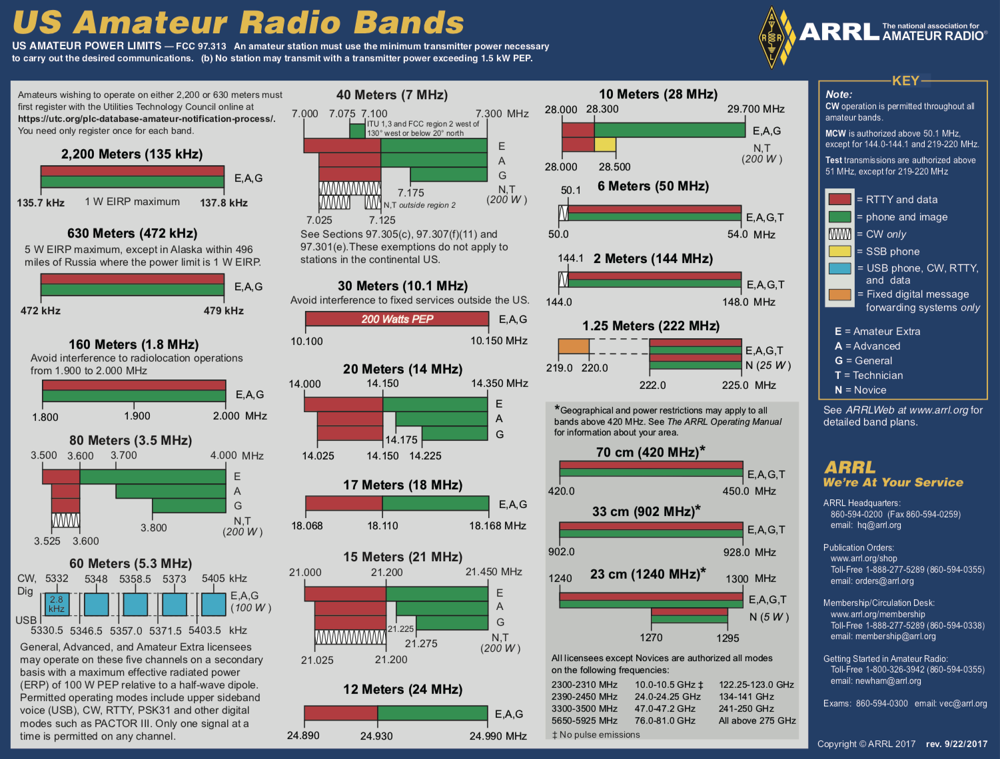 US Amateur Radio Bands
US AMATEUR POWER LIMITS — FCC 97.313 An amateur station must use the minimum transmitter power necessary
to carry out the desired communications. (b) No station may transmit with a transmitter power exceeding 1.5 kW PEP.
A
R R
L
ARRL The national association for
AMATEUR RADIO®
Amateurs wishing to operate on either 2,200 or 630 meters must
first register with the Utilities Technology Council online at
https://utc.org/plc-database-amateur-notification-process/.
You need only register once for each band.
2,200 Meters (135 kHz)
E,A,G
135.7 kHz 1 W EIRP maximum 137.8 kHz
630 Meters (472 kHz)
5 W EIRP maximum, except in Alaska within 496
miles of Russia where the power limit is 1 W EIRP.
E,A,G
472 kHz 479 kHz
160 Meters (1.8 MHz)
Avoid interference to radiolocation operations
from 1.900 to 2.000 MHz
E,A,G
1.800 1.900 2.000 MHz
80 Meters (3.5 MHz)
3.500 3.600 3.700 4.000 MHz
E
A
G
N,T
(200 W)
3.800
3.525 3.600
60 Meters (5.3 MHz)
CW,
Dig
5332 5348 5358.5 5373 5405 kHz
2.8
kHz
E,A,G
(100 W)
USB
5330.5 5346.5 5357.0 5371.5 5403.5 kHz
General, Advanced, and Amateur Extra licensees
may operate on these five channels on a secondary
basis with a maximum effective radiated power
(ERP) of 100 W PEP relative to a half-wave dipole.
Permitted operating modes include upper sideband
voice (USB), CW, RTTY, PSK31 and other digital
modes such as PACTOR III. Only one signal at a
time is permitted on any channel.
40 Meters (7 MHz)
7.000 7.075 7.100 7.300 MHz
ITU 1,3 and FCC region 2 west of
130° west or below 20° north
E
A
G
N,T
(200 W)
7.175
N,T outside region 2
7.025 7.125
See Sections 97.305(c), 97.307(f)(11) and
97.301(e).These exemptions do not apply to
stations in the continental US.
30 Meters (10.1 MHz)
Avoid interference to fixed services outside the US.
200 Watts PEP
E,A,G
10.100 10.150 MHz
20 Meters (14 MHz)
14.000 14.150 14.350 MHz
E
A
G
14.175
14.025 14.150 14.225
17 Meters (18 MHz)
E,A,G
18.068 18.110 18.168 MHz
15 Meters (21 MHz)
21.000 21.200 21.450 MHz
E
A
G
N,T
(200 W)
21.225
21.275
21.025 21.200
12 Meters (24 MHz)
E,A,G
24.890 24.930 24.990 MHz
10 Meters (28 MHz)
28.000 28.300 29.700 MHz
E,A,G
N,T
(200 W)
28.000 28.500
6 Meters (50 MHz)
50.1
E,A,G,T
50.0 54.0 MHz
2 Meters (144 MHz)
144.1
E,A,G,T
144.0 148.0 MHz
1.25 Meters (222 MHz)
E,A,G,T
N (25 W)
219.0 220.0
222.0 225.0 MHz
*Geographical and power restrictions may apply to all
bands above 420 MHz. See The ARRL Operating Manual
for information about your area.
70 cm (420 MHz)*
E,A,G,T
420.0 450.0 MHz
33 cm (902 MHz)*
E,A,G,T
902.0 928.0 MHz
23 cm (1240 MHz)*
1240 1300 MHz
E,A,G,T
N (5 W)
1270 1295
All licensees except Novices are authorized all modes
on the following frequencies:
2300-2310 MHz 10.0-10.5 GHz ‡ 122.25-123.0 GHz
2390-2450 MHz 24.0-24.25 GHz 134-141 GHz
3300-3500 MHz 47.0-47.2 GHz 241-250 GHz
5650-5925 MHz 76.0-81.0 GHz All above 275 GHz
‡ No pulse emissions
KEY
Note:
CW operation is permitted throughout all
amateur bands.
MCW is authorized above 50.1 MHz,
except for 144.0-144.1 and 219-220 MHz.
Test transmissions are authorized above
51 MHz, except for 219-220 MHz
= RTTY and data
= phone and image
= CW only
= SSB phone
= USB phone, CW, RTTY,
and data
= Fixed digital message
forwarding systems only
E = Amateur Extra
A = Advanced
G = General
T = Technician
N = Novice
See ARRLWeb at www.arrl.org for
detailed band plans.
ARRL
We're At Your Service
ARRL Headquarters:
860-594-0200 (Fax 860-594-0259)
email: hq@arrl.org
Publication Orders:
www.arrl.org/shop
Toll-Free 1-888-277-5289 (860-594-0355)
email: orders@arrl.org
Membership/Circulation Desk:
www.arrl.org/membership
Toll-Free 1-888-277-5289 (860-594-0338)
email: membership@arrl.org
Getting Started in Amateur Radio:
Toll-Free 1-800-326-3942 (860-594-0355)
email: newham@arrl.org
Exams: 860-594-0300 email: vec@arrl.org
Copyright © ARRL 2017 rev. 9/22/2017